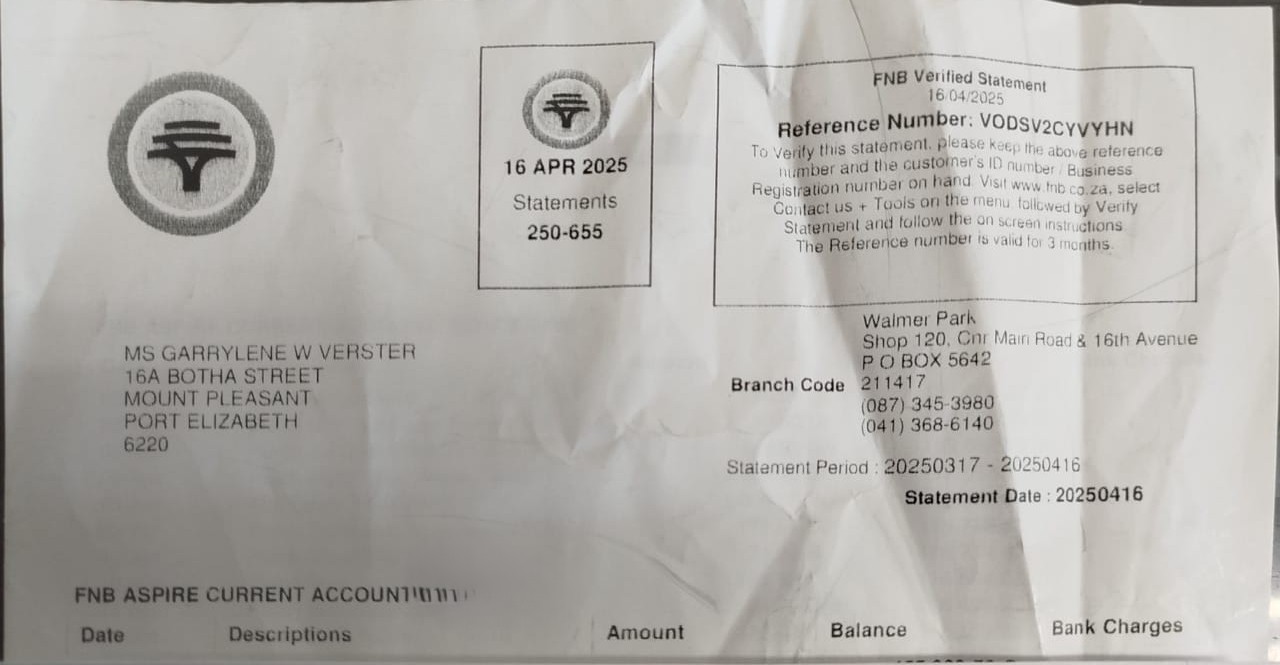 16 APR 2025
Statements
250-655
FNB Verified Statement
16/04/2025
Reference Number: VODSV2CYVYHN
To Verify this statement, please keep the above reference
number and the customer's ID number / Business
Registration number on hand. Visit www.fnb.co.za, select
Contact us + Tools on the menu followed by Verify
Statement and follow the on screen instructions
The Reference number is valid for 3 months.
MS GARRYLENE W VERSTER
16A BOTHA STREET
MOUNT PLEASANT
PORT ELIZABETH
6220
Walmer Park
Shop 120, Cnr Main Road & 16th Avenue
P O BOX 5642
Branch Code 211417
(087) 345-3980
(041) 368-6140
Statement Period : 20250317 - 20250416
Statement Date : 20250416
FNB ASPIRE CURRENT ACCOUNT
Date Descriptions Amount Balance Bank Charges